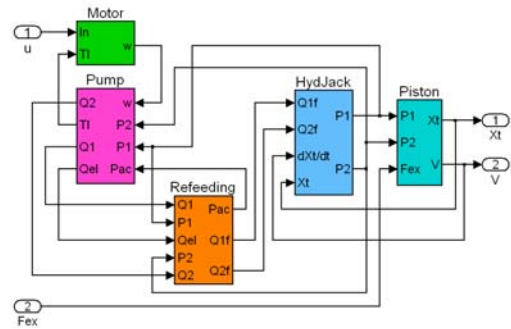 Motor
1
u
In
Tl
w
Pump
Q2
Tl
Q1
Qel
w
P2
P1
Pac
Refeeding
Q1
P1
Qel
P2
Q2
Pac
Q1f
Q2f
HydJack
Q1f
Q2f
dXt/dt
Xt
P1
P2
Piston
P1
P2
Fex
Xt
V
1
Xt
2
V
2
Fex